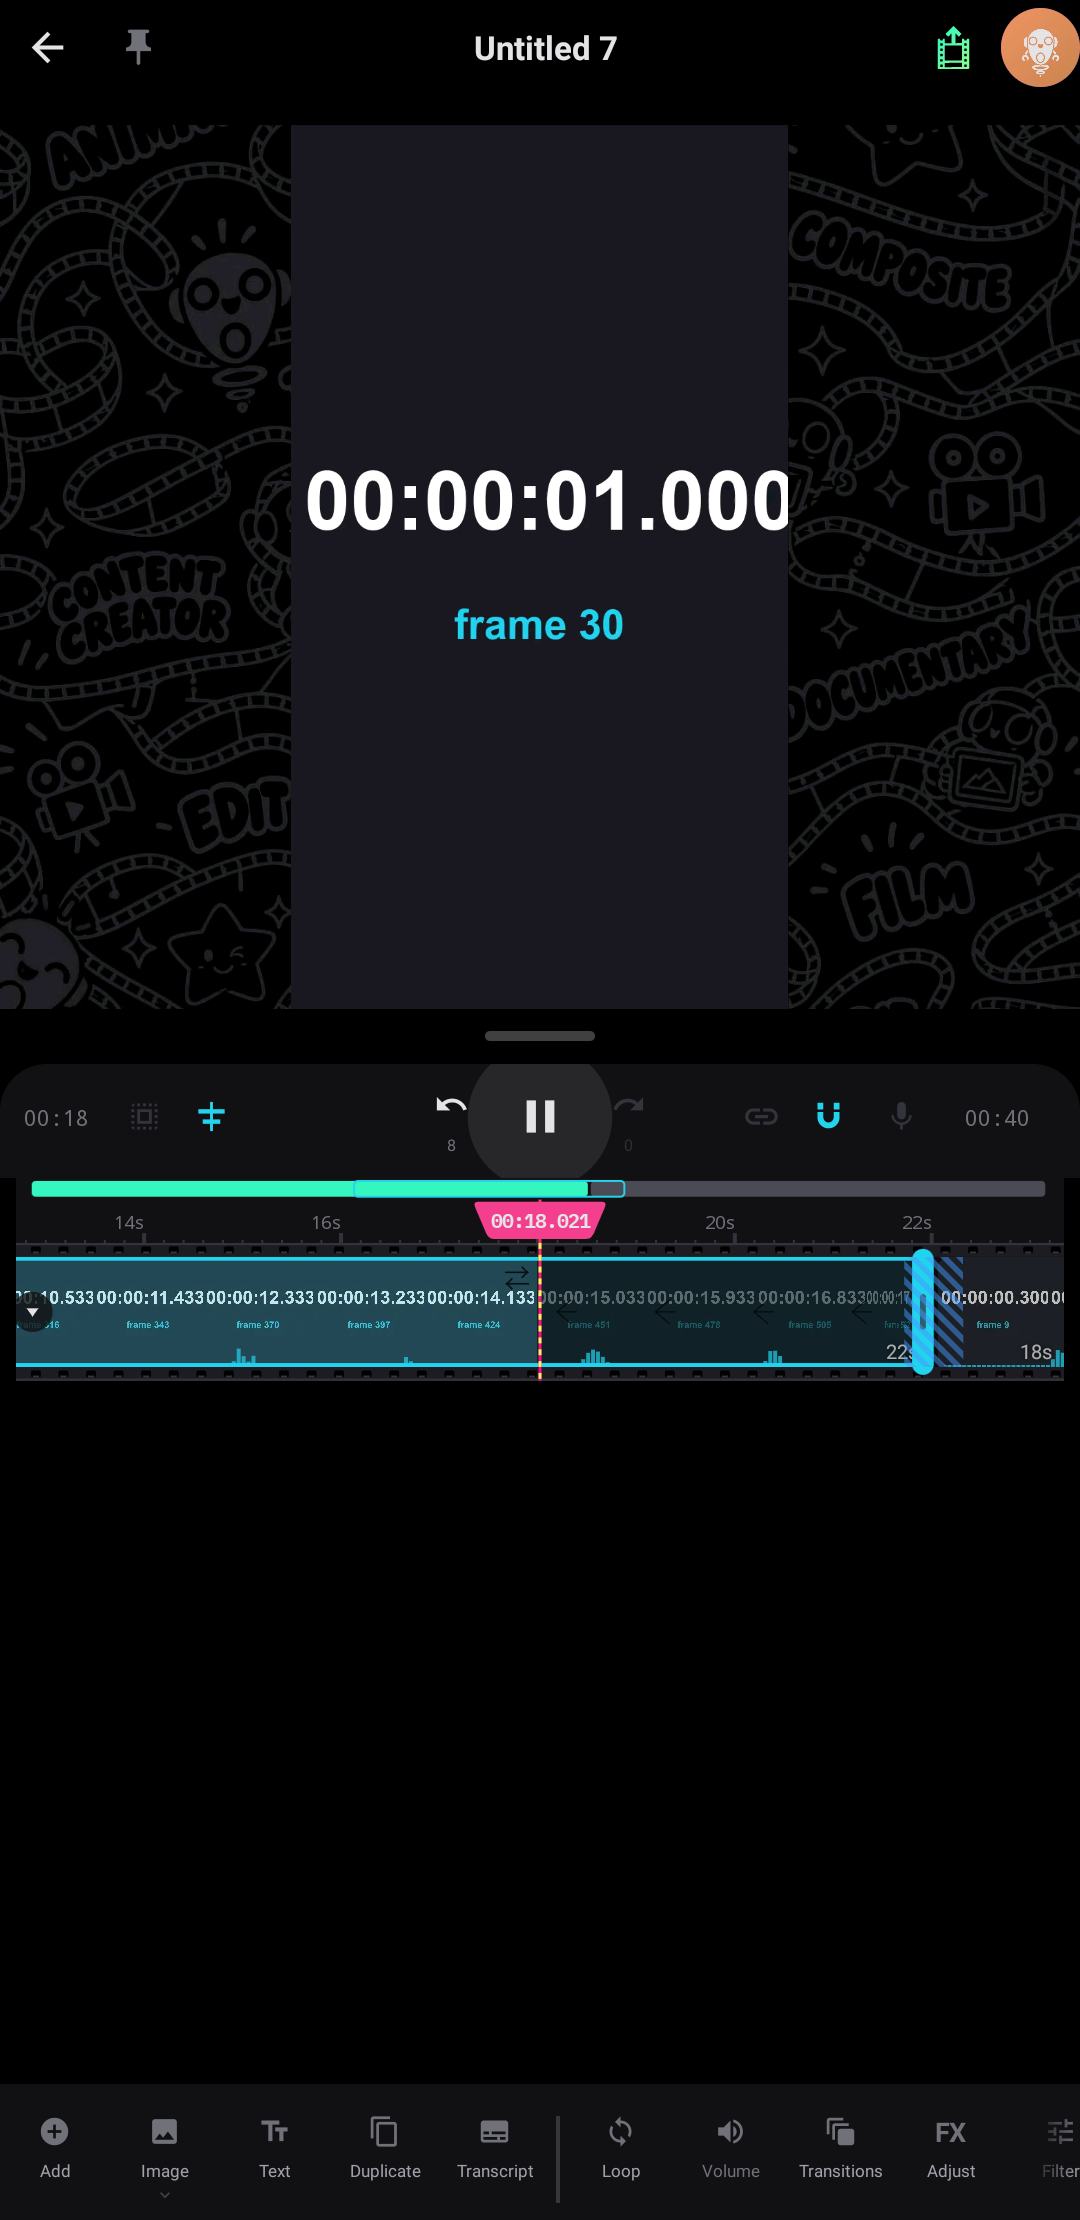 Untitled 7
ANIMA
COMPOSITE
00:00:01.000
frame 30
CONTENT
CREATOR
DOCUMENTARY
EDIT
FILM
00:18
8
0
00:40
14s
16s
00:18.021
20s
22s
00:00:11.433
00:00:12.333
00:00:13.233
00:00:14.133
00:00:15.033
00:00:15.933
00:00:16.833
00:00:00.300
frame 343
frame 370
frame 397
frame 424
frame 451
frame 478
frame 505
frame 9
22s
18s
Add
Image
Text
Duplicate
Transcript
Loop
Volume
Transitions
FX
Adjust
Filter